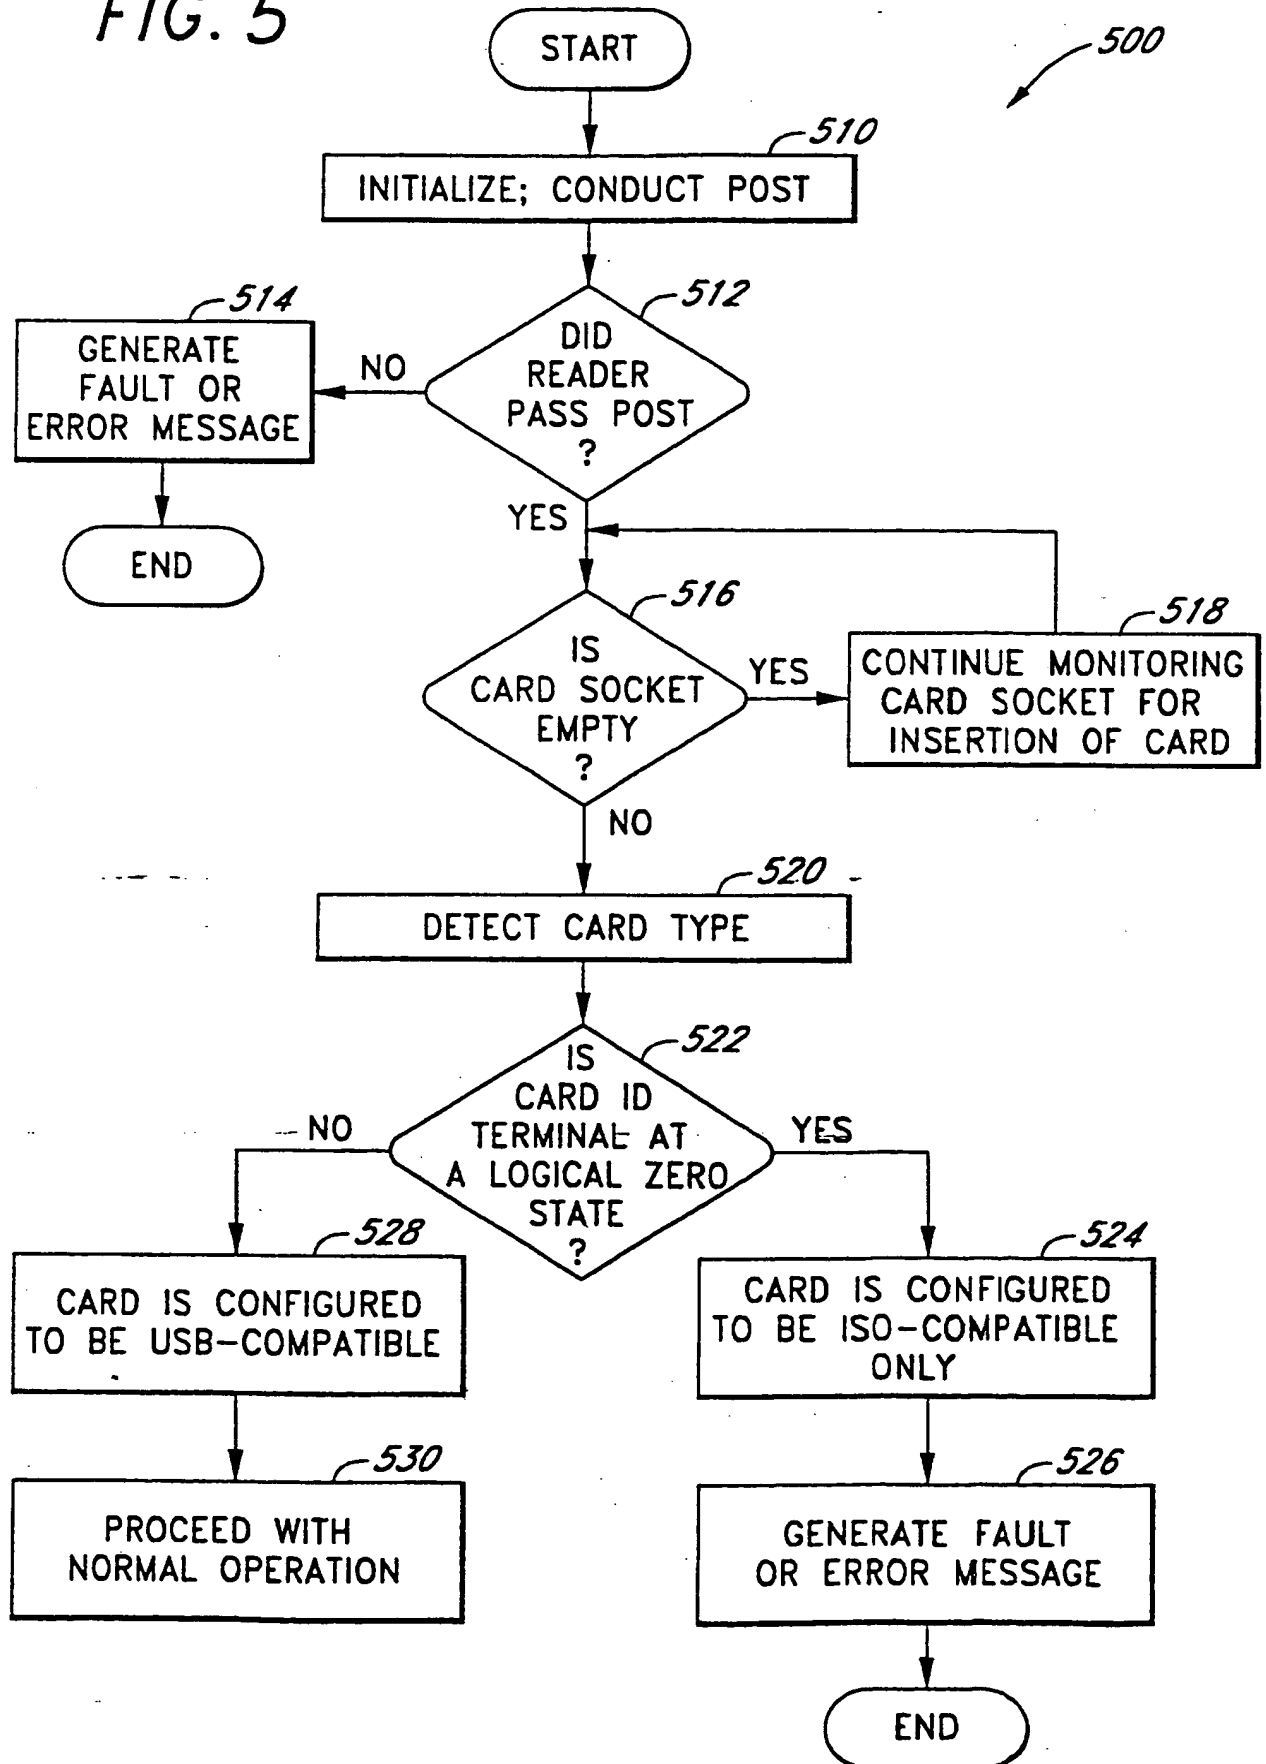 FIG. 5
START
500
510
INITIALIZE; CONDUCT POST
512
DID
READER
PASS POST
?
514
GENERATE
FAULT OR
ERROR MESSAGE
NO
END
YES
516
IS
CARD SOCKET
EMPTY
?
YES
518
CONTINUE MONITORING
CARD SOCKET FOR
INSERTION OF CARD
NO
520
DETECT CARD TYPE
522
IS
CARD ID
TERMINAL AT
A LOGICAL ZERO
STATE
?
NO
YES
528
CARD IS CONFIGURED
TO BE USB-COMPATIBLE
524
CARD IS CONFIGURED
TO BE ISO-COMPATIBLE
ONLY
530
PROCEED WITH
NORMAL OPERATION
526
GENERATE FAULT
OR ERROR MESSAGE
END